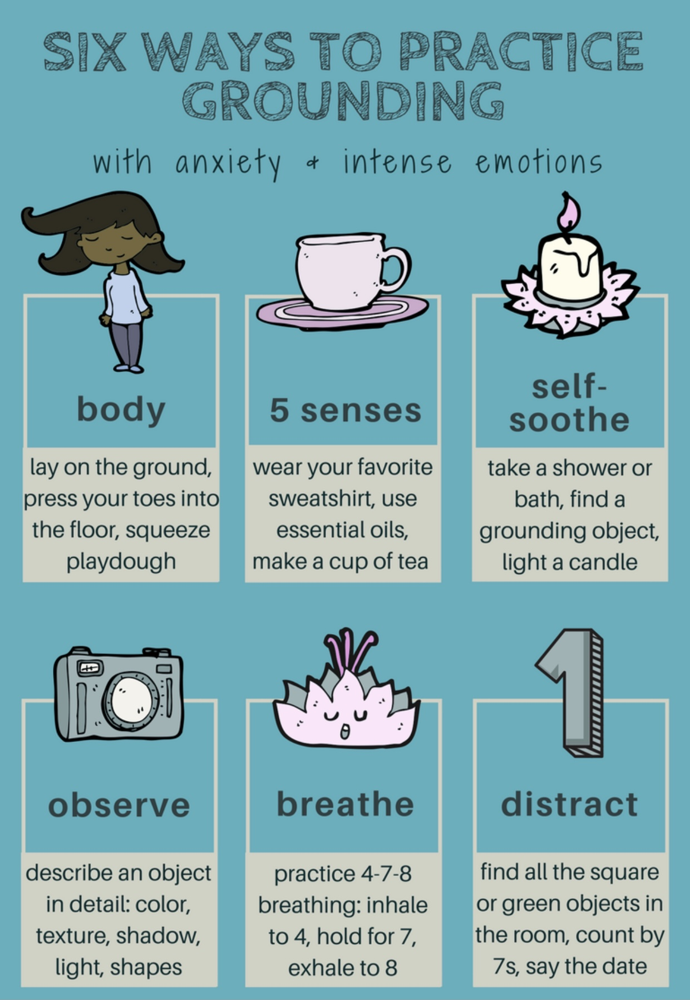 SIX WAYS TO PRACTICE
GROUNDING
with anxiety & intense emotions
body
lay on the ground,
press your toes into
the floor, squeeze
playdough
5 senses
wear your favorite
sweatshirt, use
essential oils,
make a cup of tea
self-
soothe
take a shower or
bath, find a
grounding object,
light a candle
observe
describe an object
in detail: color,
texture, shadow,
light, shapes
breathe
practice 4-7-8
breathing: inhale
to 4, hold for 7,
exhale to 8
1
distract
find all the square
or green objects in
the room, count by
7s, say the date